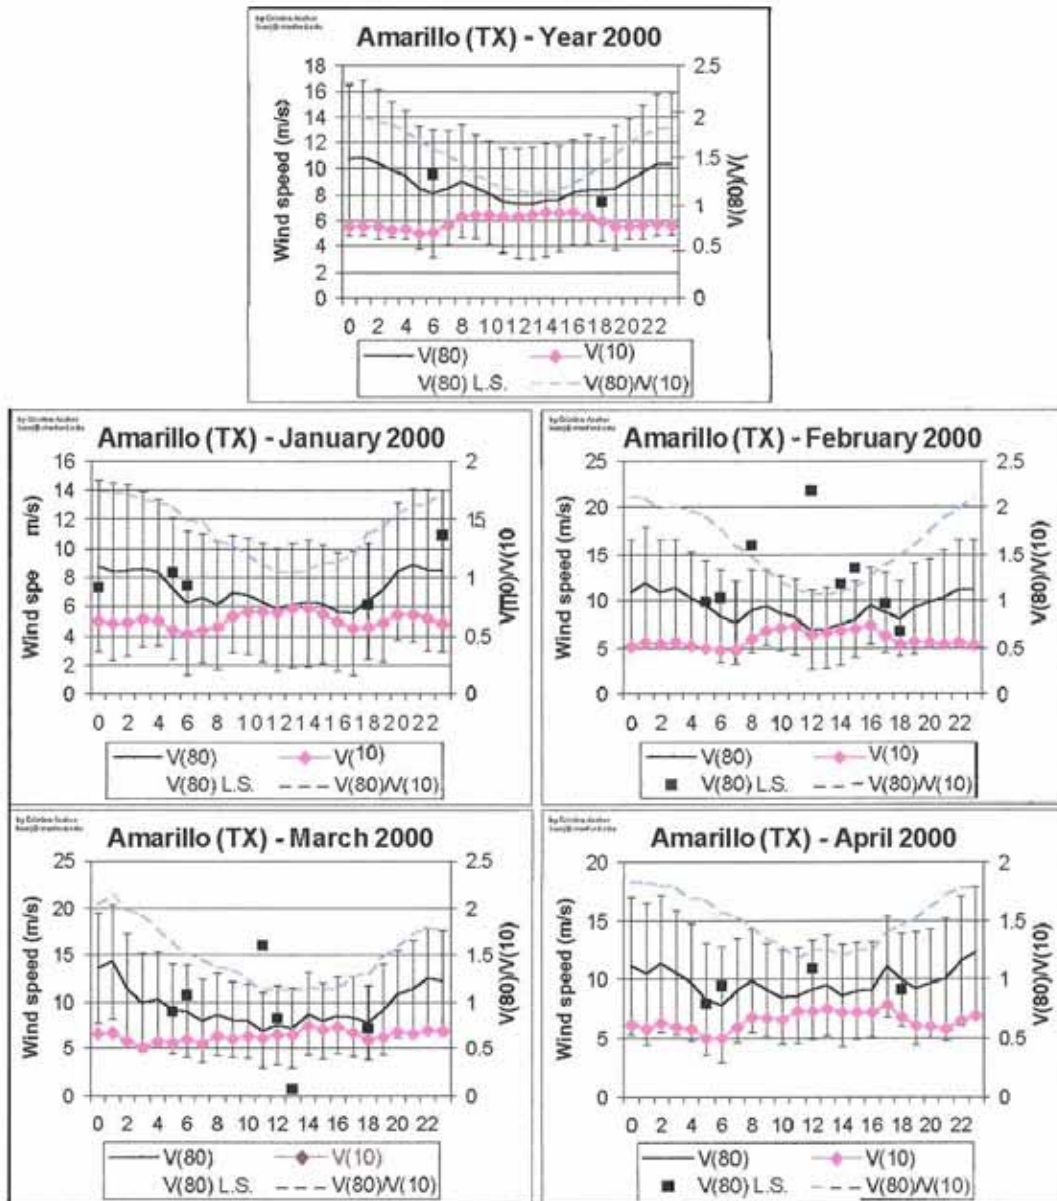 Amarillo (TX) - Year 2000
Wind speed (m/s)
18
16
14
12
10
8
6
4
2
0
2.5
2
1.5
1
0.5
0
V(80)/V(10)
0 2 4 6 8 10 12 14 16 18 20 22
V(80) V(10)
V(80) L.S. V(80)/V(10)
Amarillo (TX) - January 2000
Wind spe m/s
16
14
12
10
8
6
4
2
0
2
1.5
1
0.5
0
0 2 4 6 8 10 12 14 16 18 20 22
V(80) V(10)
V(80) L.S. V(80)/V(10)
Amarillo (TX) - February 2000
Wind speed (m/s)
25
20
15
10
5
0
2.5
2
1.5
1
0.5
0
V(80)/V(10)
0 2 4 6 8 10 12 14 16 18 20 22
V(80) V(10)
V(80) L.S. V(80)/V(10)
Amarillo (TX) - March 2000
Wind speed (m/s)
25
20
15
10
5
0
2.5
2
1.5
1
0.5
0
V(80)/V(10)
0 2 4 6 8 10 12 14 16 18 20 22
V(80) V(10)
V(80) L.S. V(80)/V(10)
Amarillo (TX) - April 2000
Wind speed (m/s)
20
15
10
5
0
2
1.5
1
0.5
0
V(80)/V(10)
0 2 4 6 8 10 12 14 16 18 20 22
V(80) V(10)
V(80) L.S. V(80)/V(10)